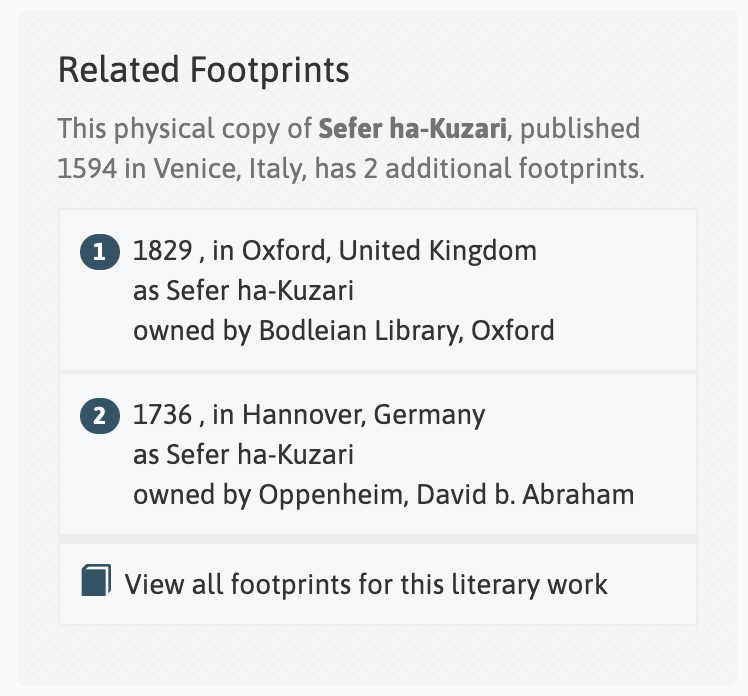 Related Footprints
This physical copy of Sefer ha-Kuzari, published
1594 in Venice, Italy, has 2 additional footprints.
1 1829 , in Oxford, United Kingdom
as Sefer ha-Kuzari
owned by Bodleian Library, Oxford
2 1736 , in Hannover, Germany
as Sefer ha-Kuzari
owned by Oppenheim, David b. Abraham
View all footprints for this literary work